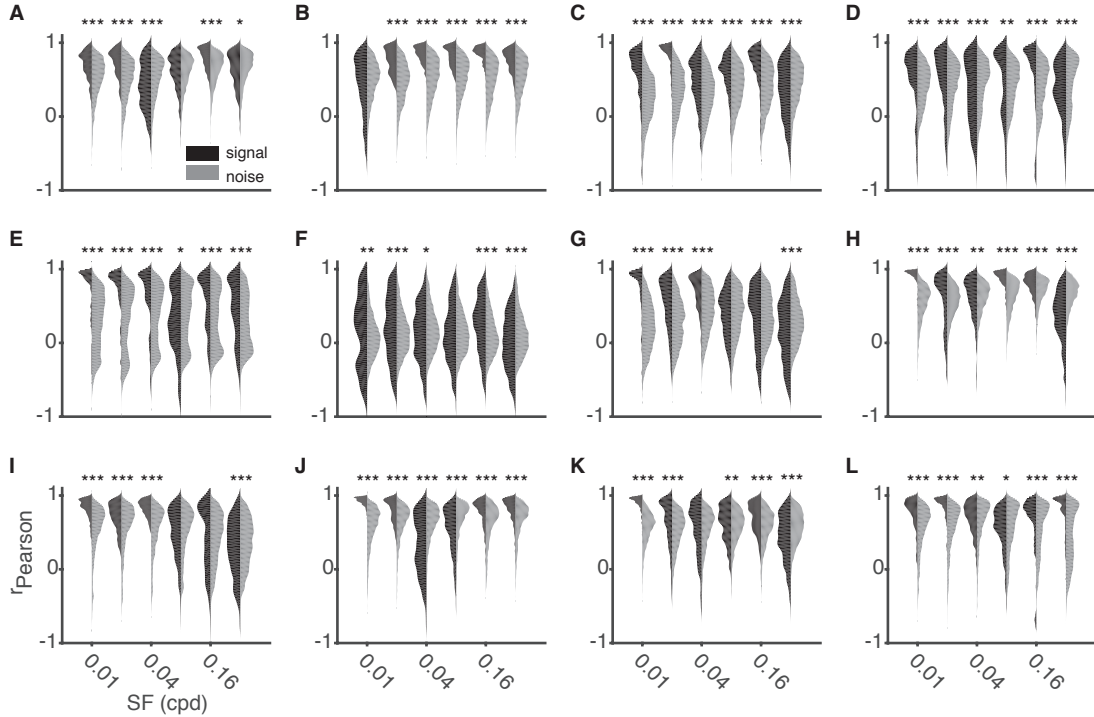 A B C D
*** *** *** *** * *** *** *** *** *** *** *** *** *** *** *** *** *** *** ** *** ***
1 1 1 1
0 0 0 0
signal
noise
-1 -1 -1 -1
E F G H
*** *** *** * *** *** ** *** * *** *** *** *** *** *** *** *** ** *** *** ***
1 1 1 1
0 0 0 0
-1 -1 -1 -1
I J K L
*** *** *** *** *** *** *** *** *** *** *** *** ** *** *** ** *** ** * *** ***
1 1 1 1
rPearson
0 0 0 0
-1 -1 -1 -1
0.01 0.04 0.16 0.01 0.04 0.16 0.01 0.04 0.16 0.01 0.04 0.16
SF (cpd)